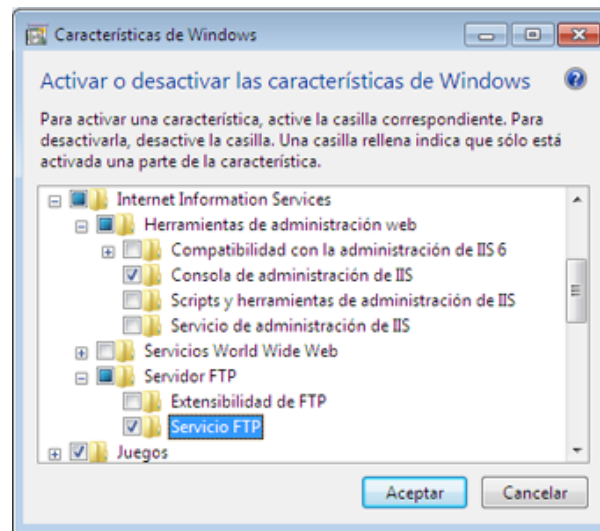 Características de Windows
Activar o desactivar las características de Windows
Para activar una característica, active la casilla correspondiente. Para
desactivarla, desactive la casilla. Una casilla rellena indica que sólo está
activada una parte de la característica.
Internet Information Services
Herramientas de administración web
Compatibilidad con la administración de IIS 6
Consola de administración de IIS
Scripts y herramientas de administración de IIS
Servicio de administración de IIS
Servicios World Wide Web
Servidor FTP
Extensibilidad de FTP
Servicio FTP
Juegos
Aceptar Cancelar